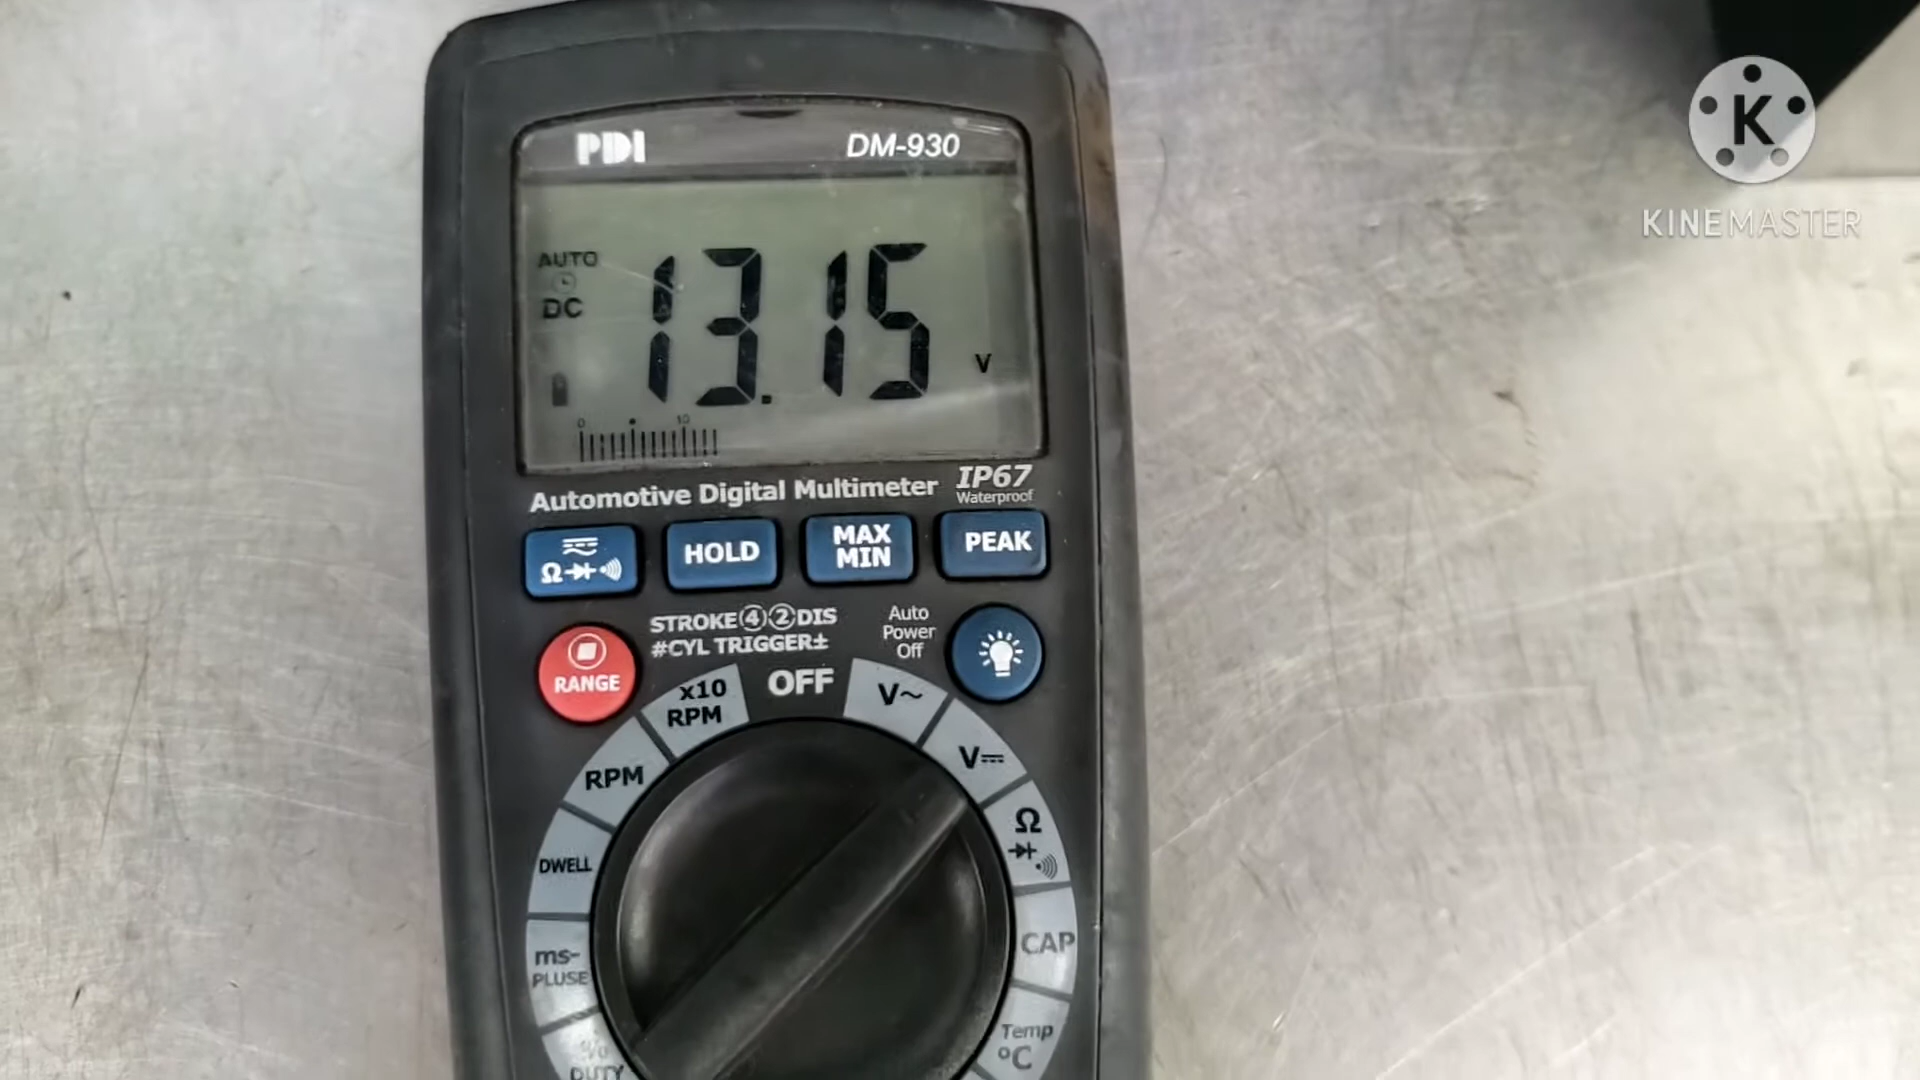 PDI DM-930
K
KINEMASTER
AUTO
DC
13.15 V
0 10
Automotive Digital Multimeter IP67
Waterproof
Ω HOLD MAX MIN PEAK
STROKE④②DIS
#CYL TRIGGER±
Auto
Power
Off
RANGE
OFF
x10
RPM
V~
V
RPM
Ω
DWELL
CAP
ms-
PLUSE
Temp
°C
%
DUTY